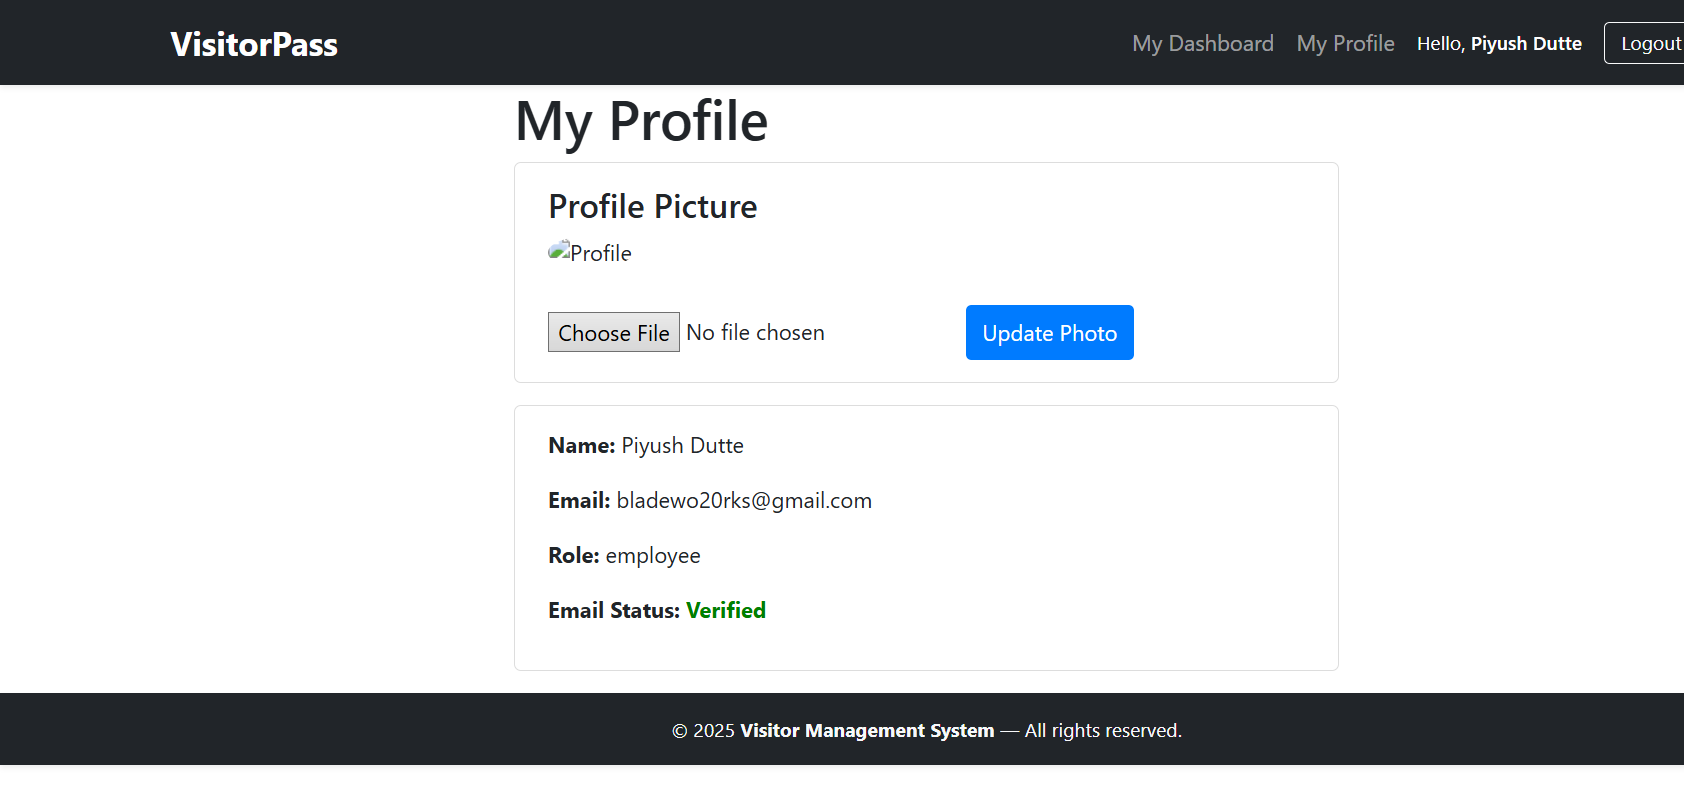 VisitorPass
My Dashboard My Profile Hello, Piyush Dutte Logout
My Profile
Profile Picture
Profile
Choose File No file chosen Update Photo
Name: Piyush Dutte
Email: bladewo20rks@gmail.com
Role: employee
Email Status: Verified
© 2025 Visitor Management System — All rights reserved.